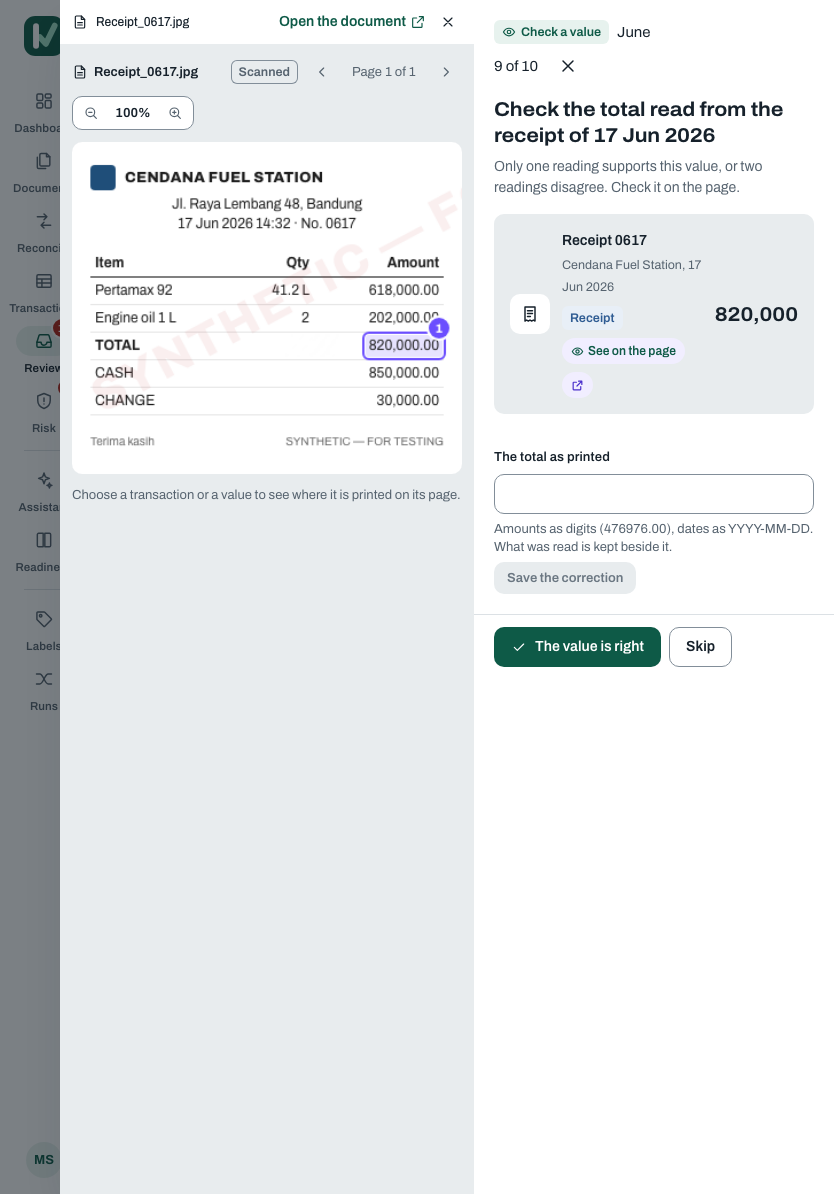 Receipt_0617.jpg
Open the document
Receipt_0617.jpg
Scanned
Page 1 of 1
100%
CENDANA FUEL STATION
Jl. Raya Lembang 48, Bandung
17 Jun 2026 14:32 · No. 0617
Item Qty Amount
Pertamax 92 41.2 L 618,000.00
Engine oil 1 L 2 202,000.00
1
TOTAL 820,000.00
CASH 850,000.00
CHANGE 30,000.00
Terima kasih SYNTHETIC — FOR TESTING
SYNTHETIC — F
Choose a transaction or a value to see where it is printed on its page.
Check a value
June
9 of 10
Check the total read from the
receipt of 17 Jun 2026
Only one reading supports this value, or two
readings disagree. Check it on the page.
Receipt 0617
Cendana Fuel Station, 17
Jun 2026
Receipt
820,000
See on the page
The total as printed
Amounts as digits (476976.00), dates as YYYY-MM-DD.
What was read is kept beside it.
Save the correction
The value is right
Skip
Review
Risk
Labels
Runs
MS